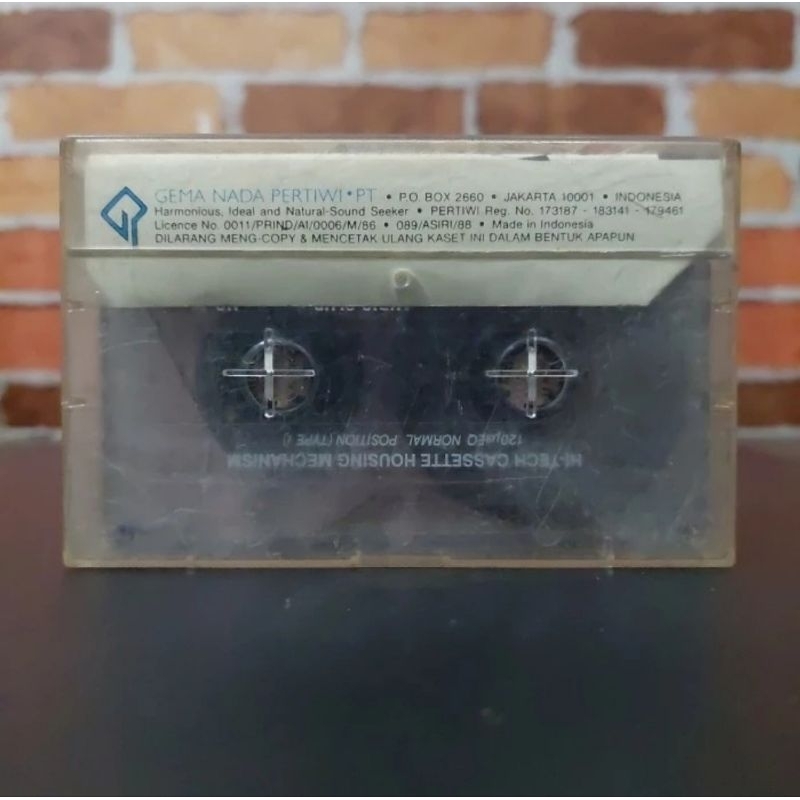 GEMA NADA PERTIWI • PT • P.O. BOX 2660 • JAKARTA 10001 • INDONESIA
Harmonious, Ideal and Natural-Sound Seeker • PERTIWI Reg. No. 173187 - 183141 - 179461
Licence No. 0011/PRIND/AI/0006/M/86 • 089/ASIRI/88 • Made in Indonesia
DILARANG MENG-COPY & MENCETAK ULANG KASET INI DALAM BENTUK APAPUN
HI-TECH CASSETTE HOUSING MECHANISM
120µsEQ NORMAL POSITION (TYPE I)